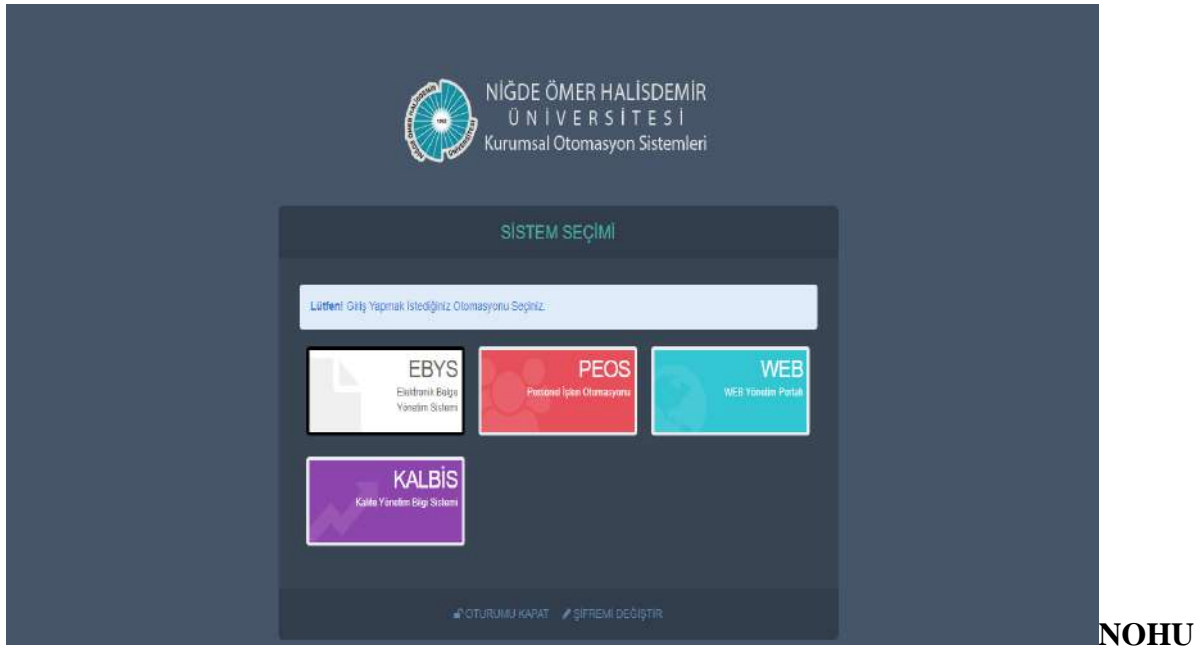 NİĞDE ÖMER HALİSDEMİR
ÜNİVERSİTESİ
Kurumsal Otomasyon Sistemleri
SİSTEM SEÇİMİ
Lütfen! Giriş Yapmak İstediğiniz Otomasyonu Seçiniz.
EBYS
Elektronik Belge
Yönetim Sistemi
PEOS
Personel İşleri Otomasyonu
WEB
WEB Yönetim Portalı
KALBİS
Kalite Yönetim Bilgi Sistemi
OTURUMU KAPAT ŞİFREMİ DEĞİŞTİR
NOHU